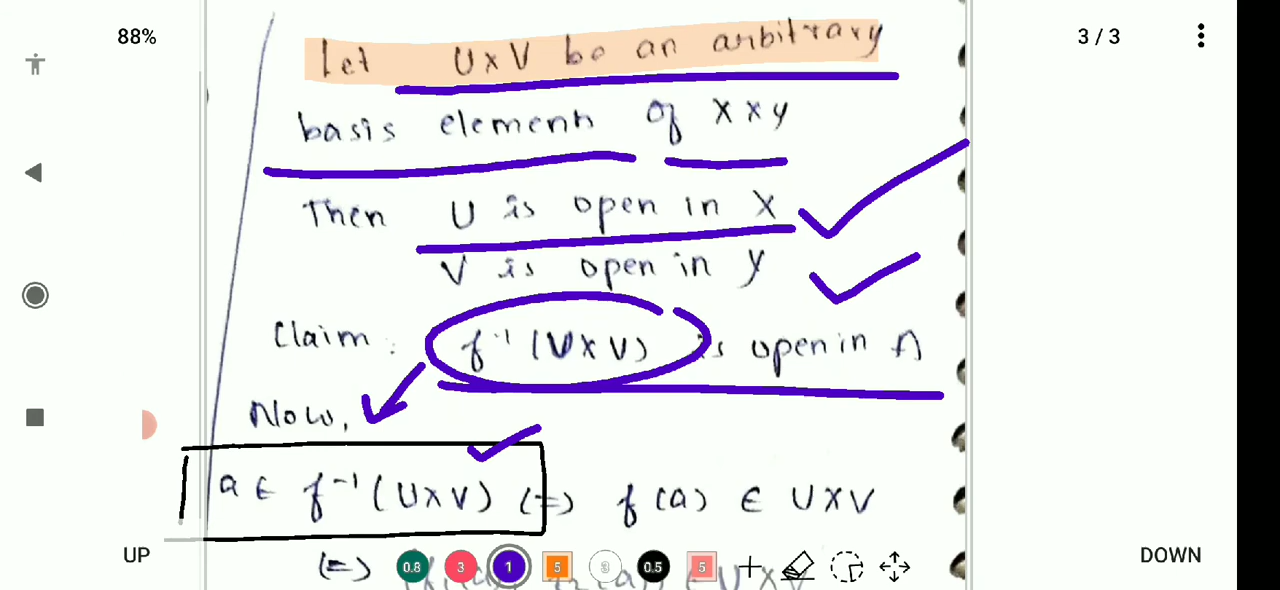 88%
3 / 3
Let U x V be an arbitrary
basis element of X x Y
Then U is open in X
V is open in Y
Claim : f⁻¹ (U x V) is open in A
Now,
a ∈ f⁻¹ (U x V) (=) f (a) ∈ U x V
UP
DOWN
(=) ∈ U x V
0.8 3 1 5 3 0.5 5